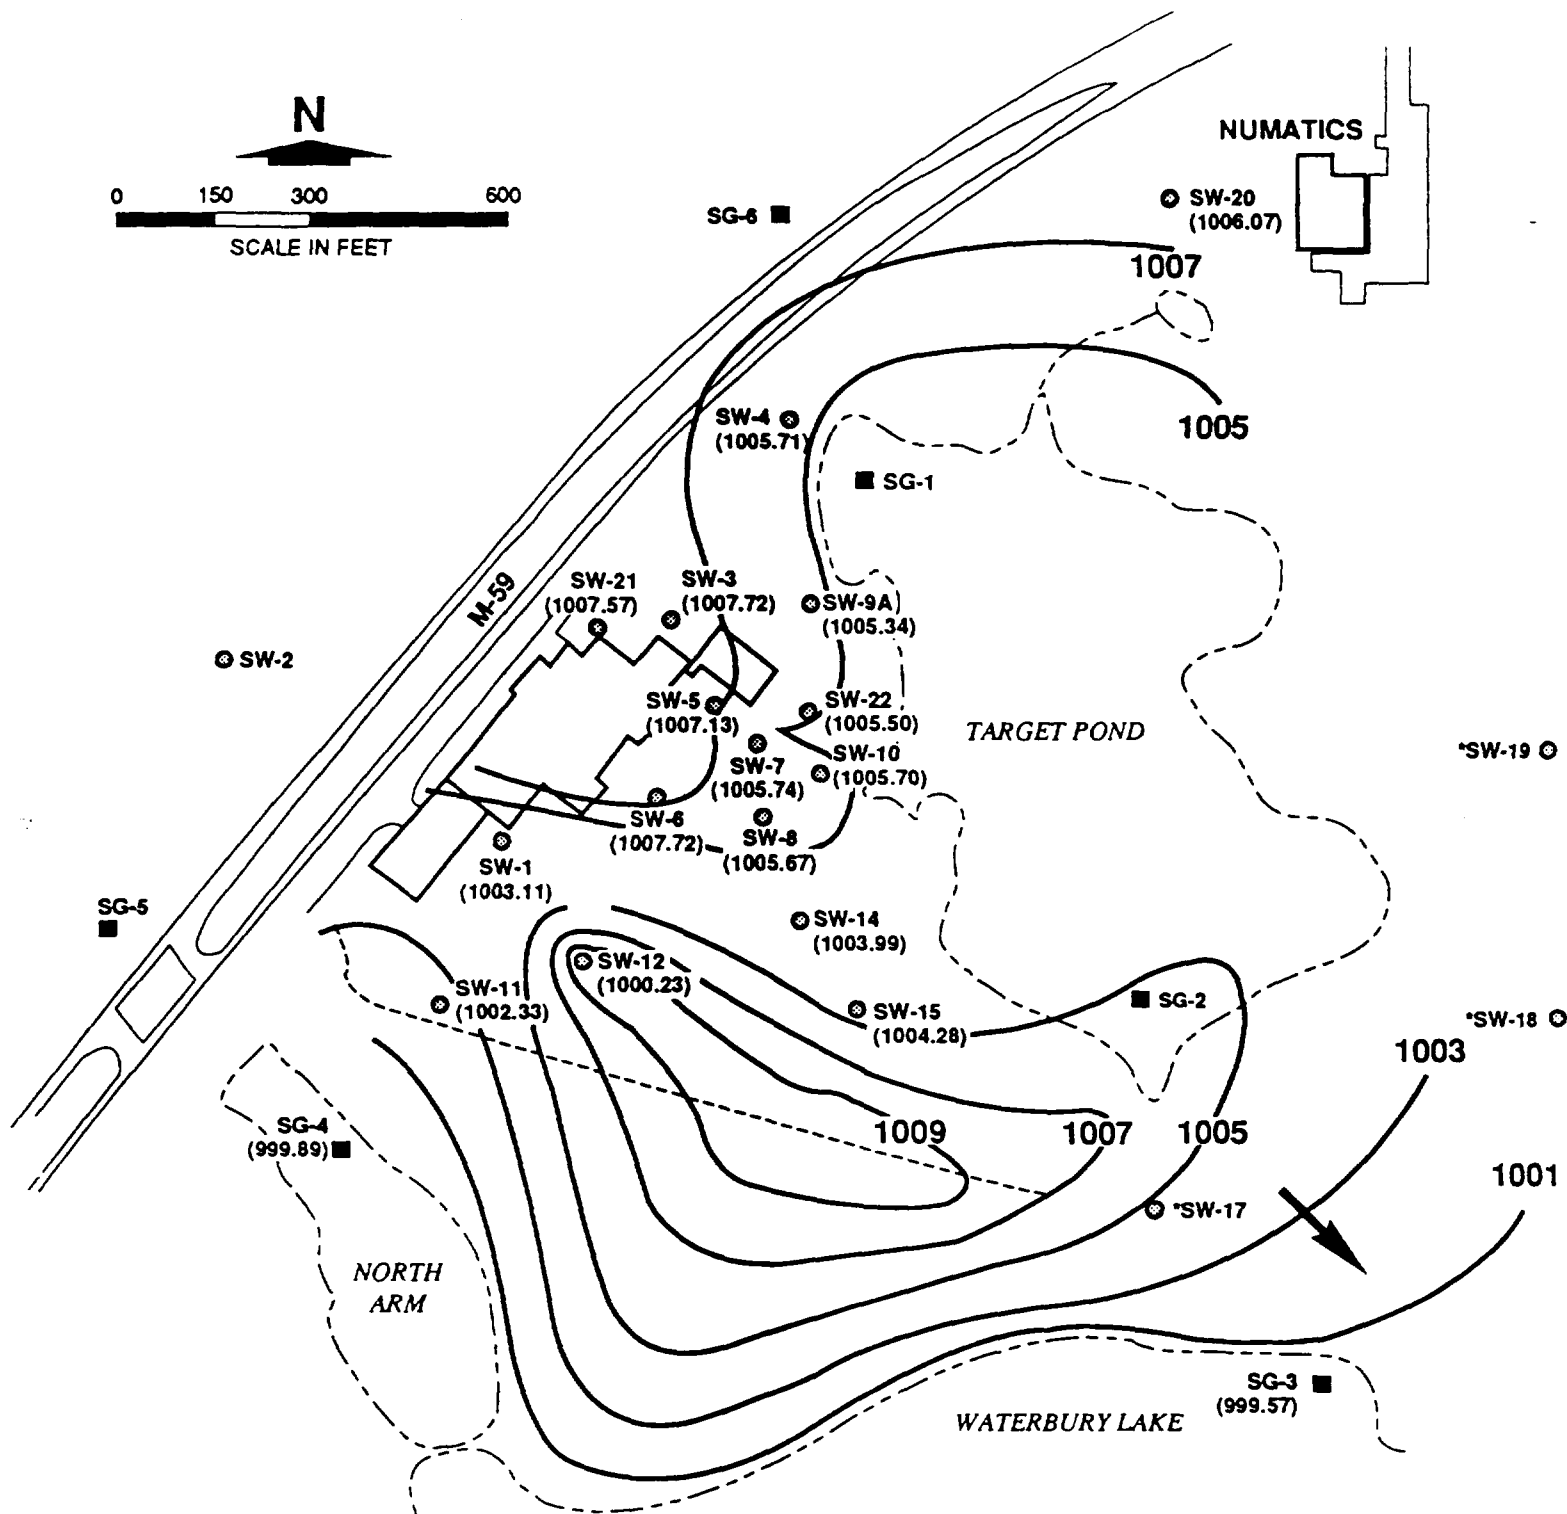 N
0 150 300 600
SCALE IN FEET
NUMATICS
SG-6
SW-20
(1006.07)
1007
SW-4
(1005.71)
1005
SG-1
M-59
SW-21
(1007.57)
SW-3
(1007.72)
SW-9A
(1005.34)
SW-2
SW-5
(1007.13)
SW-22
(1005.50)
TARGET POND
*SW-19
SW-7
(1005.74)
SW-10
(1005.70)
SW-6
(1007.72)
SW-8
(1005.67)
SW-1
(1003.11)
SG-5
SW-14
(1003.99)
SW-12
(1000.23)
SW-11
(1002.33)
SW-15
(1004.28)
SG-2
*SW-18
1003
SG-4
(999.89)
1009
1007
1005
1001
*SW-17
NORTH
ARM
SG-3
(999.57)
WATERBURY LAKE